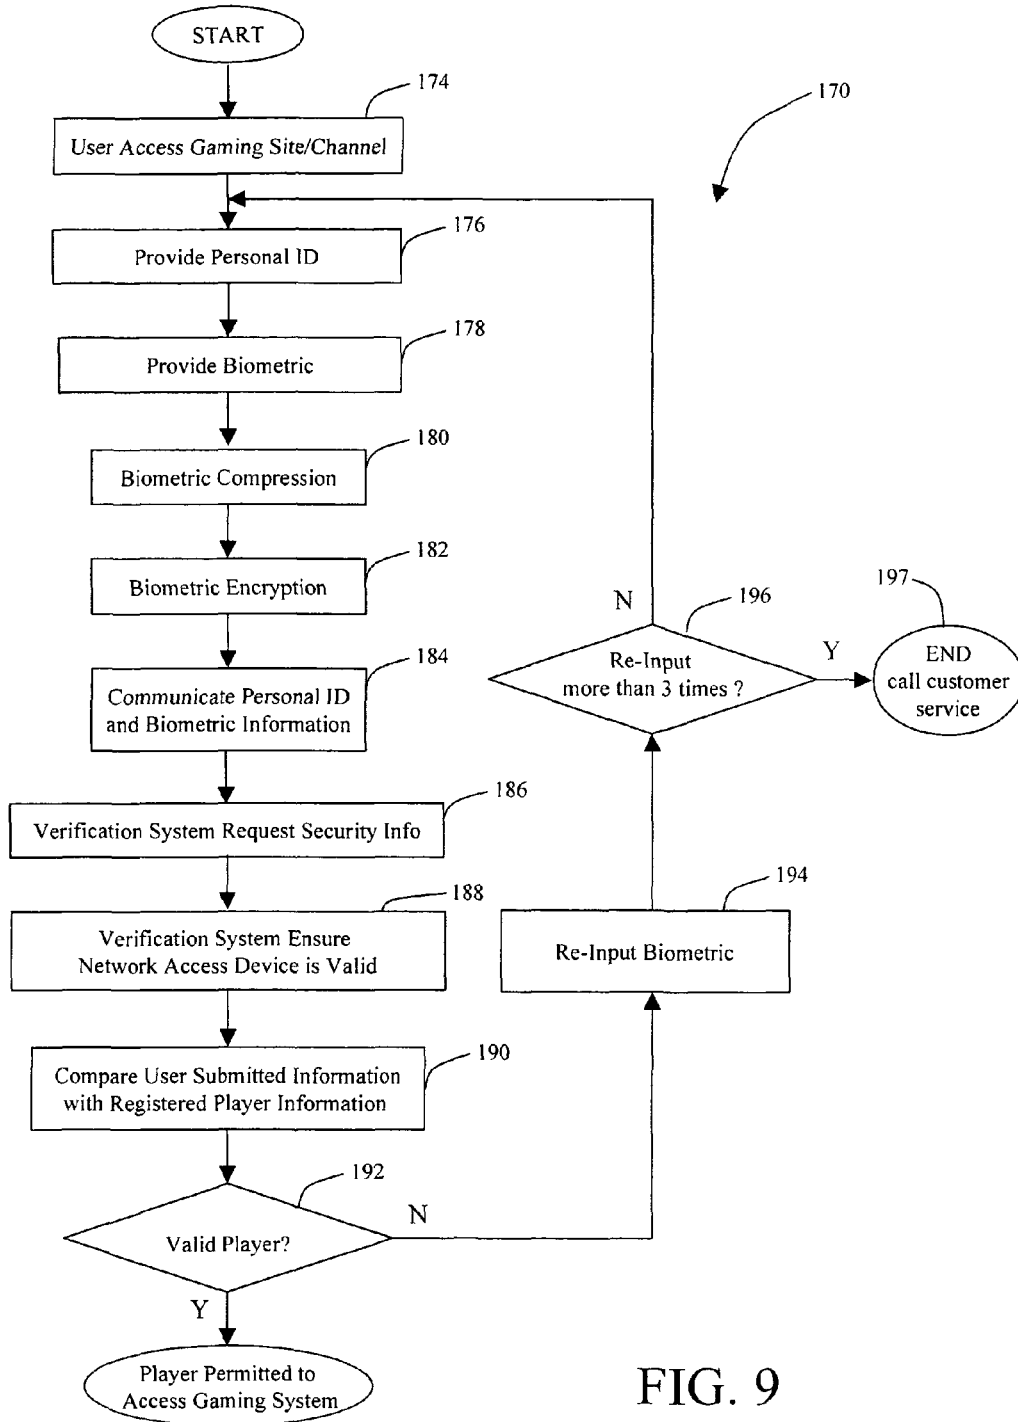 START
174
170
User Access Gaming Site/Channel
176
Provide Personal ID
178
Provide Biometric
180
Biometric Compression
182
Biometric Encryption
184
Communicate Personal ID
and Biometric Information
186
Verification System Request Security Info
188
Verification System Ensure
Network Access Device is Valid
190
Compare User Submitted Information
with Registered Player Information
192
Valid Player?
N
Y
Player Permitted to
Access Gaming System
194
Re-Input Biometric
196
Re-Input
more than 3 times ?
N
Y
197
END
call customer
service
FIG. 9